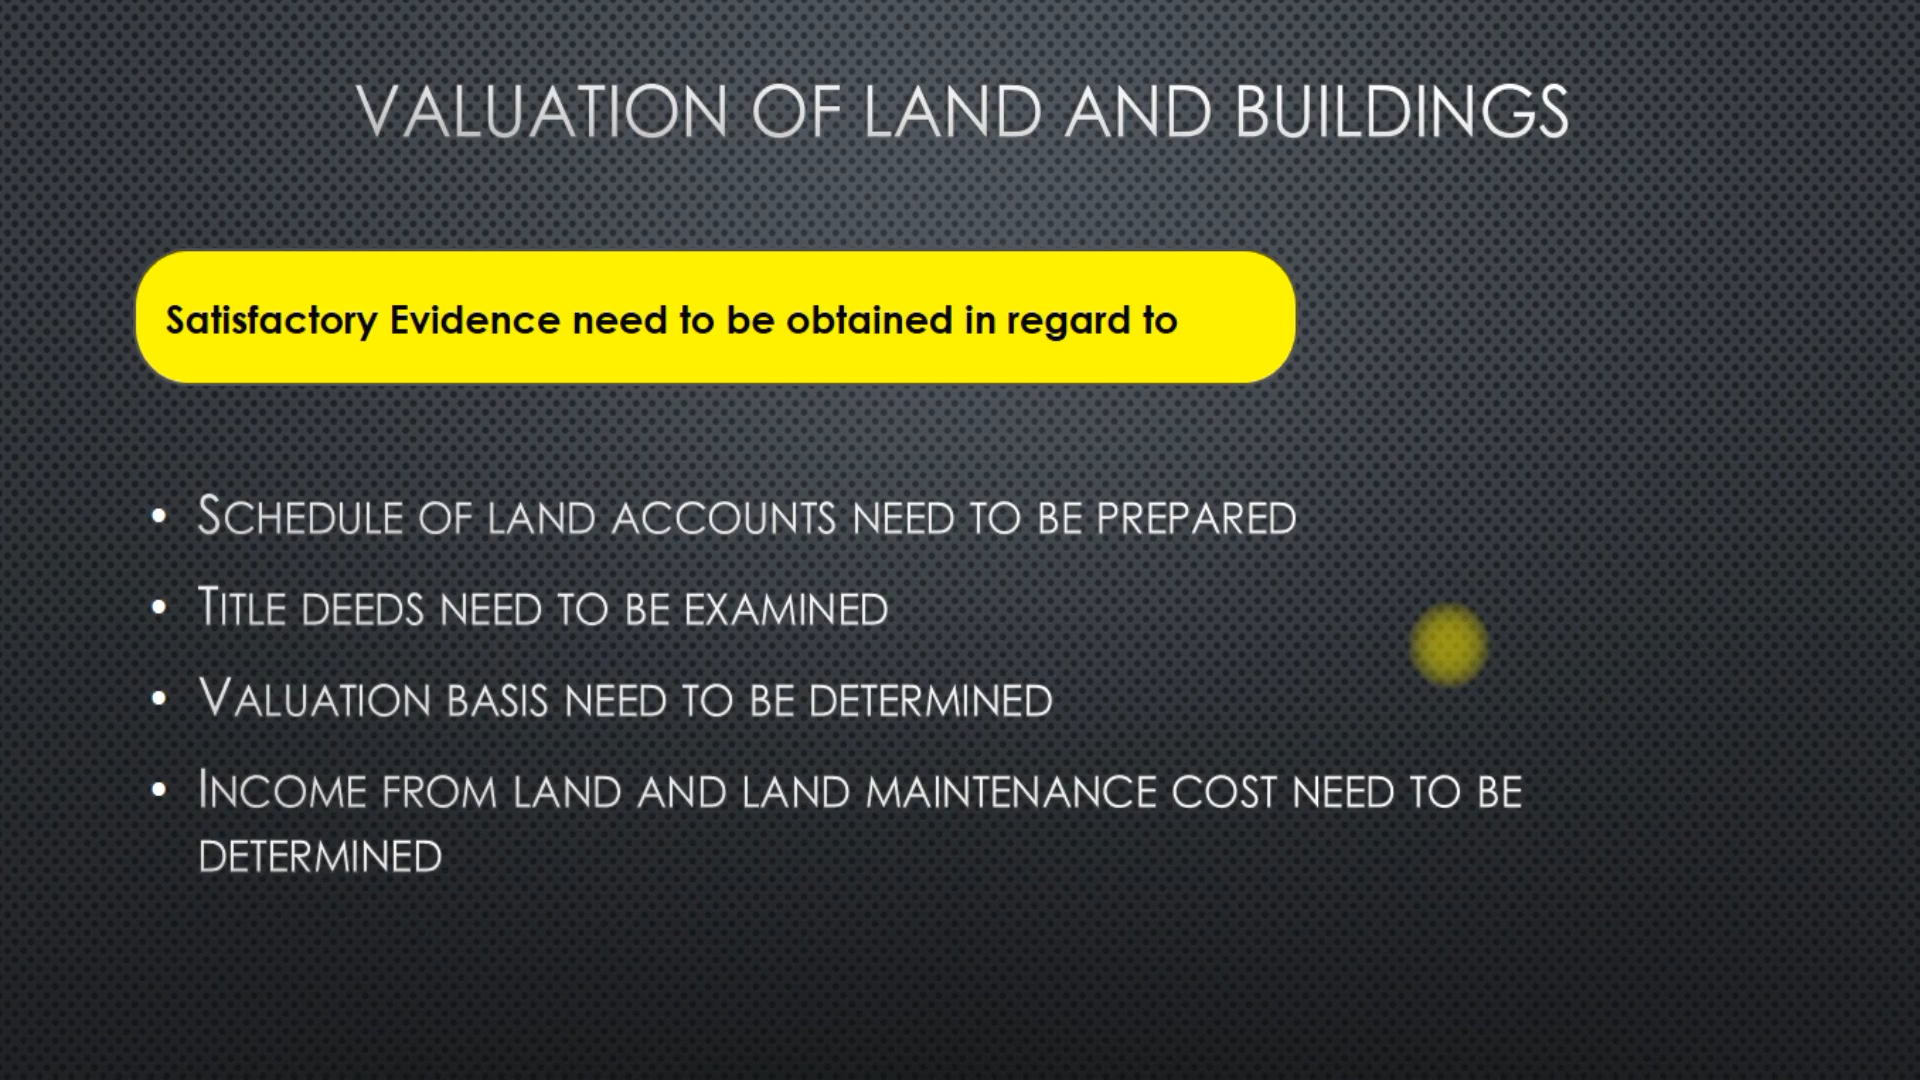 VALUATION OF LAND AND BUILDINGS
Satisfactory Evidence need to be obtained in regard to
• SCHEDULE OF LAND ACCOUNTS NEED TO BE PREPARED
• TITLE DEEDS NEED TO BE EXAMINED
• VALUATION BASIS NEED TO BE DETERMINED
• INCOME FROM LAND AND LAND MAINTENANCE COST NEED TO BE
DETERMINED